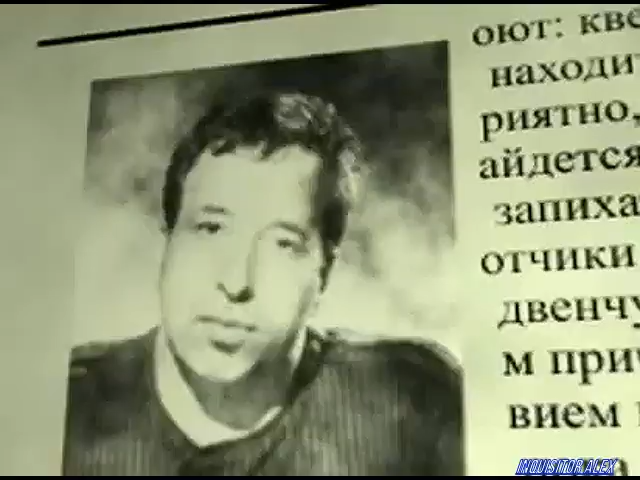 оют: кве
находит
риятно,
айдется
запиха
отчики
двенчу
м прич
вием
INQUISITOR ALEX